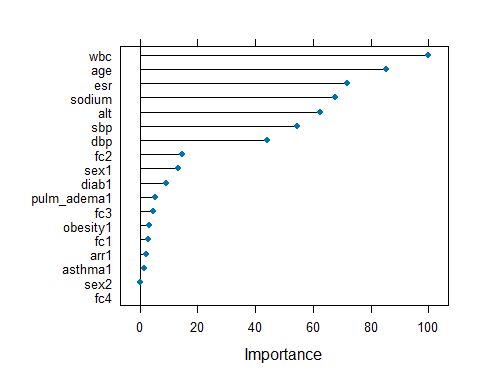 wbc
age
esr
sodium
alt
sbp
dbp
fc2
sex1
diab1
pulm_adema1
fc3
obesity1
fc1
arr1
asthma1
sex2
fc4
0 20 40 60 80 100
Importance